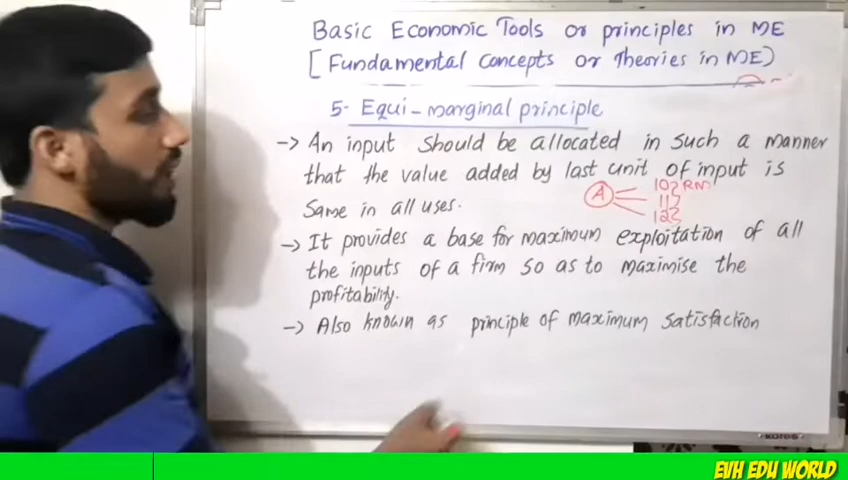 Basic Economic Tools or principles in ME
[Fundamental Concepts or Theories in ME)
5- Equi-marginal principle
-> An input should be allocated in such a manner
that the value added by last unit of input is
same in all uses.
A
-> It provides a base for maximum exploitation of all
the inputs of a firm so as to maximise the
profitability.
-> Also known as principle of maximum satisfaction
EVH EDU WORLD